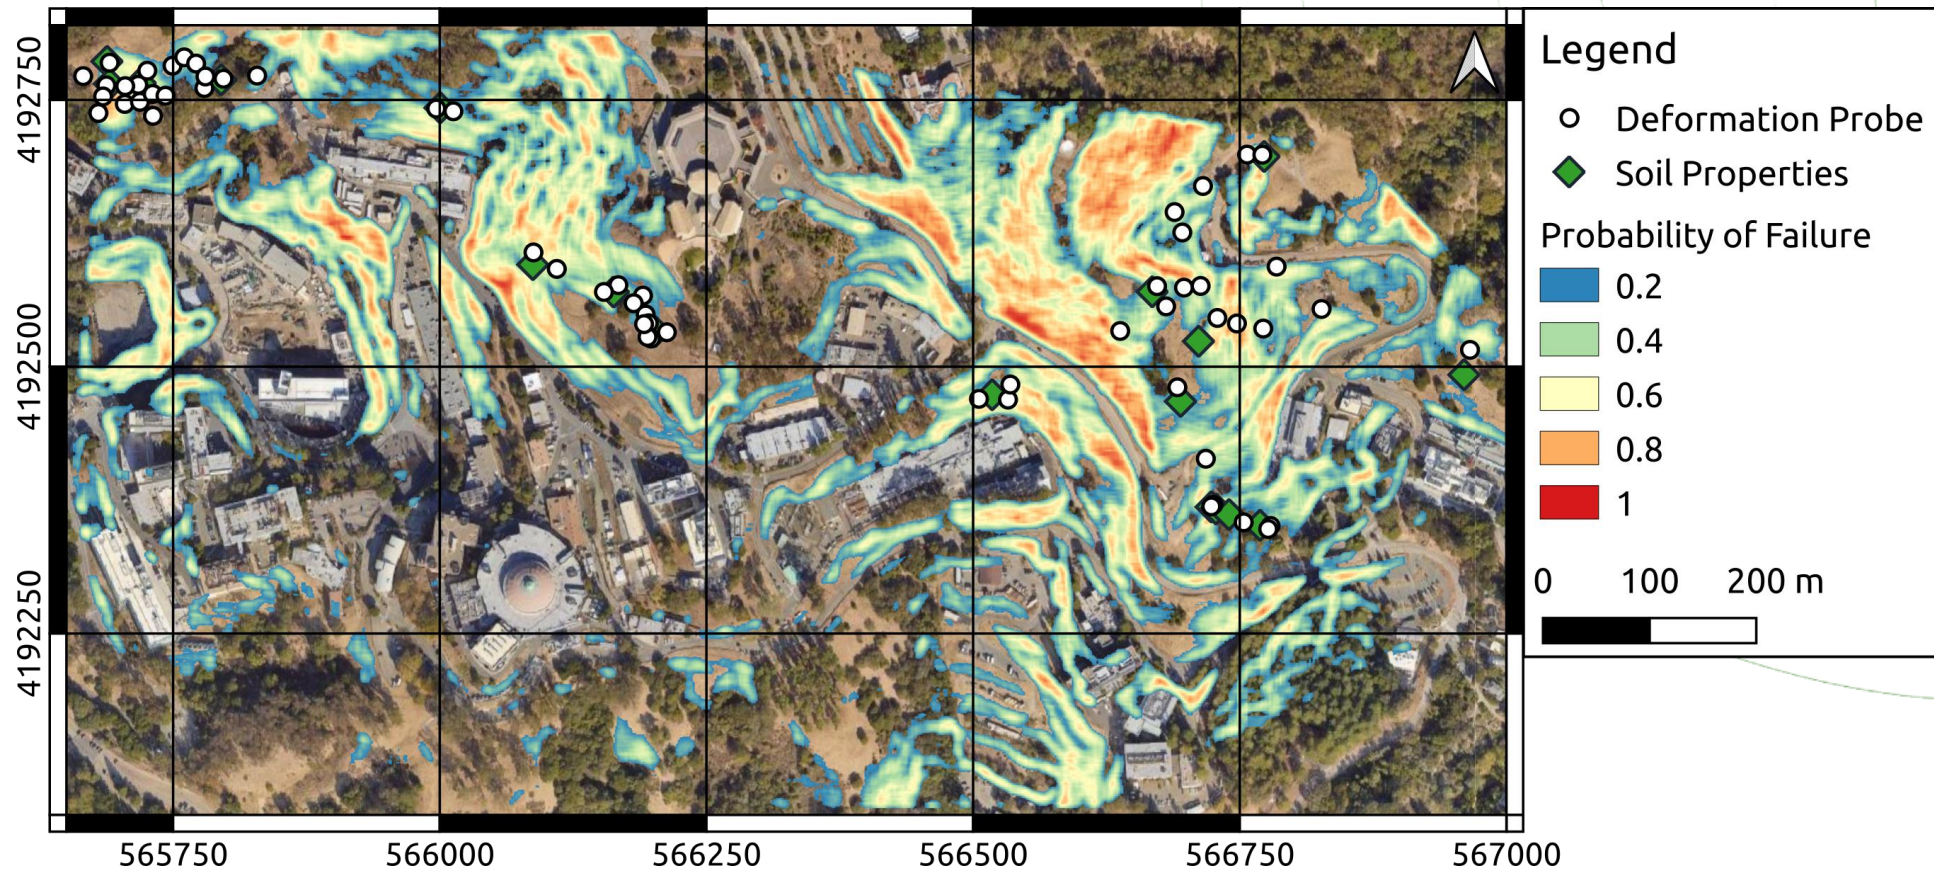 Legend
Deformation Probe
Soil Properties
Probability of Failure
0.2
0.4
0.6
0.8
1
0 100 200 m
4192750
4192500
4192250
565750 566000 566250 566500 566750 567000